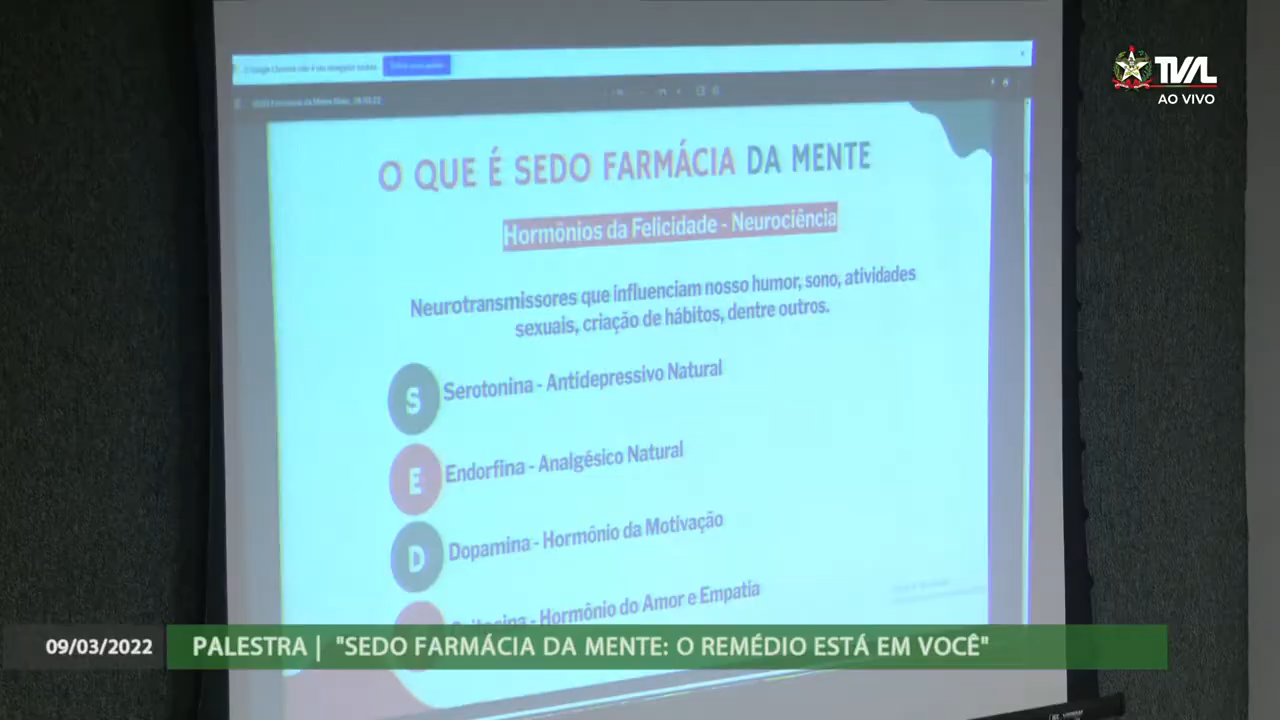 TVAL
AO VIVO
O QUE É SEDO FARMÁCIA DA MENTE
Hormônios da Felicidade - Neurociência
Neurotransmissores que influenciam nosso humor, sono, atividades
sexuais, criação de hábitos, dentre outros.
S Serotonina - Antidepressivo Natural
E Endorfina - Analgésico Natural
D Dopamina - Hormônio da Motivação
- Hormônio do Amor e Empatia
09/03/2022 PALESTRA | "SEDO FARMÁCIA DA MENTE: O REMÉDIO ESTÁ EM VOCÊ"